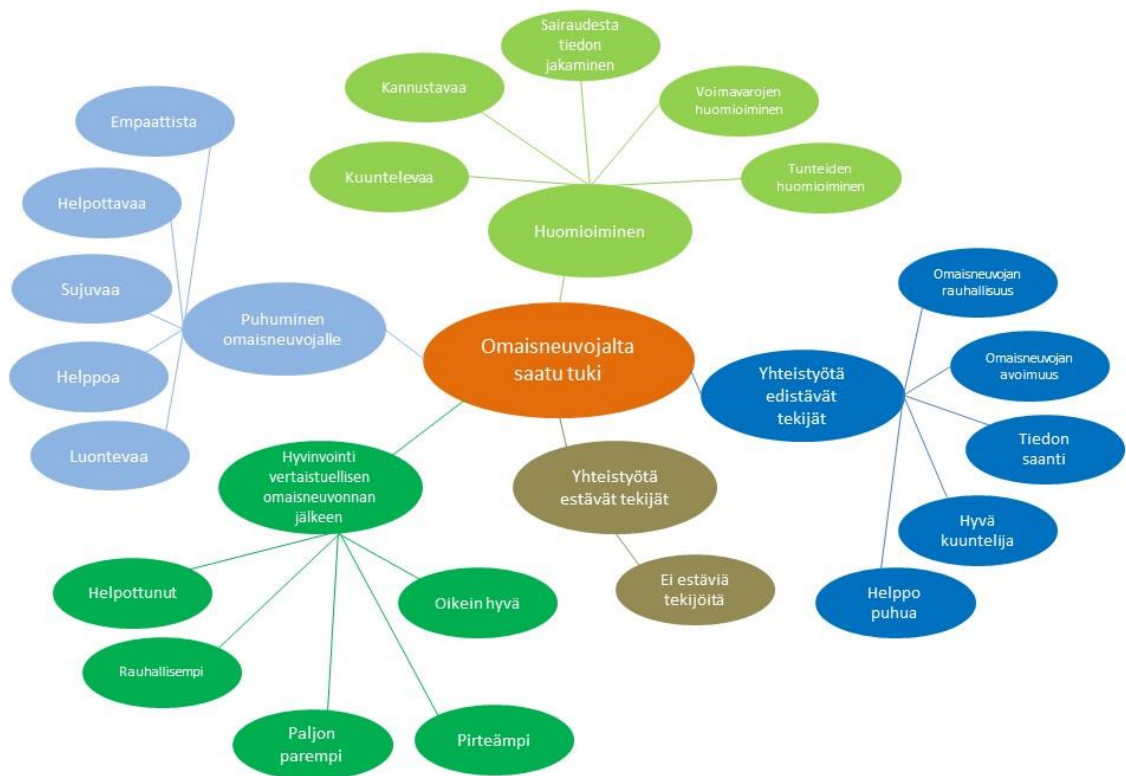 Sairaudesta
tiedon
jakaminen
Kannustavaa
Voimavarojen
huomioiminen
Kuuntelevaa
Tunteiden
huomioiminen
Huomioiminen
Empaattista
Helpottavaa
Sujuvaa
Helppoa
Luontevaa
Puhuminen
omaisneuvojalle
Omaisneuvojalta
saatu tuki
Omaisneuvojan
rauhallisuus
Omaisneuvojan
avoimuus
Tiedon
saanti
Hyvä
kuuntelija
Helppo
puhua
Yhteistyötä
edistävät
tekijät
Hyvinvointi
vertaistuellisen
omaisneuvonnan
jälkeen
Yhteistyötä
estävät tekijät
Ei estäviä
tekijöitä
Helpottunut
Rauhallisempi
Paljon
parempi
Pirteämpi
Oikein hyvä